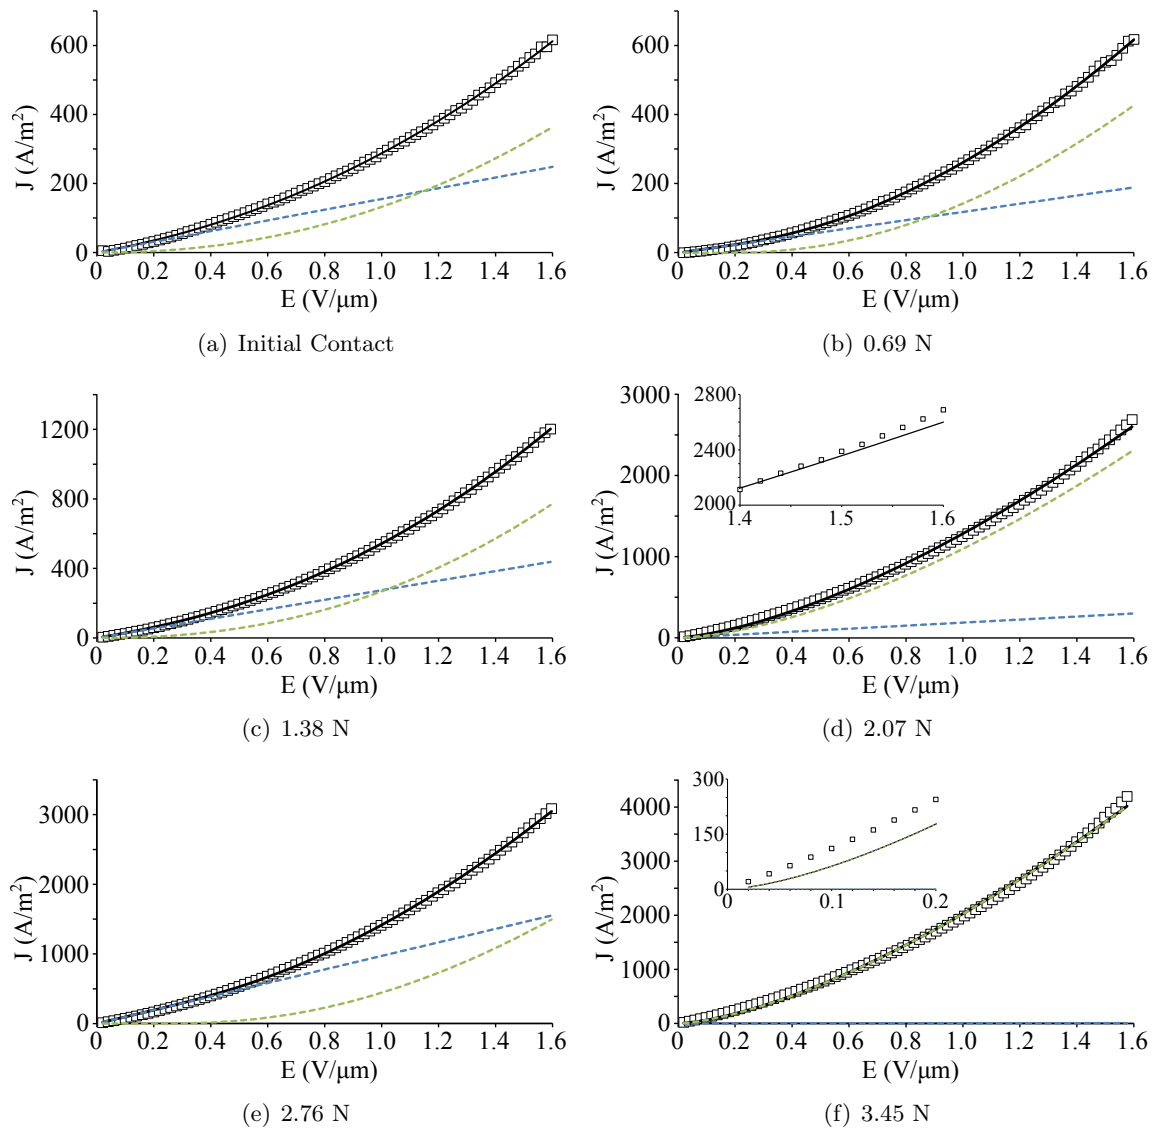 600
400
200
0
J (A/m²)
0 0.2 0.4 0.6 0.8 1.0 1.2 1.4 1.6
E (V/μm)
(a) Initial Contact
600
400
200
0
J (A/m²)
0 0.2 0.4 0.6 0.8 1.0 1.2 1.4 1.6
E (V/μm)
(b) 0.69 N
1200
800
400
0
J (A/m²)
0 0.2 0.4 0.6 0.8 1.0 1.2 1.4 1.6
E (V/μm)
(c) 1.38 N
3000
2000
1000
0
J (A/m²)
0 0.2 0.4 0.6 0.8 1.0 1.2 1.4 1.6
E (V/μm)
2800
2400
2000
1.4 1.5 1.6
(d) 2.07 N
3000
2000
1000
0
J (A/m²)
0 0.2 0.4 0.6 0.8 1.0 1.2 1.4 1.6
E (V/μm)
(e) 2.76 N
4000
3000
2000
1000
0
J (A/m²)
0 0.2 0.4 0.6 0.8 1.0 1.2 1.4 1.6
E (V/μm)
300
150
0
0 0.1 0.2
(f) 3.45 N